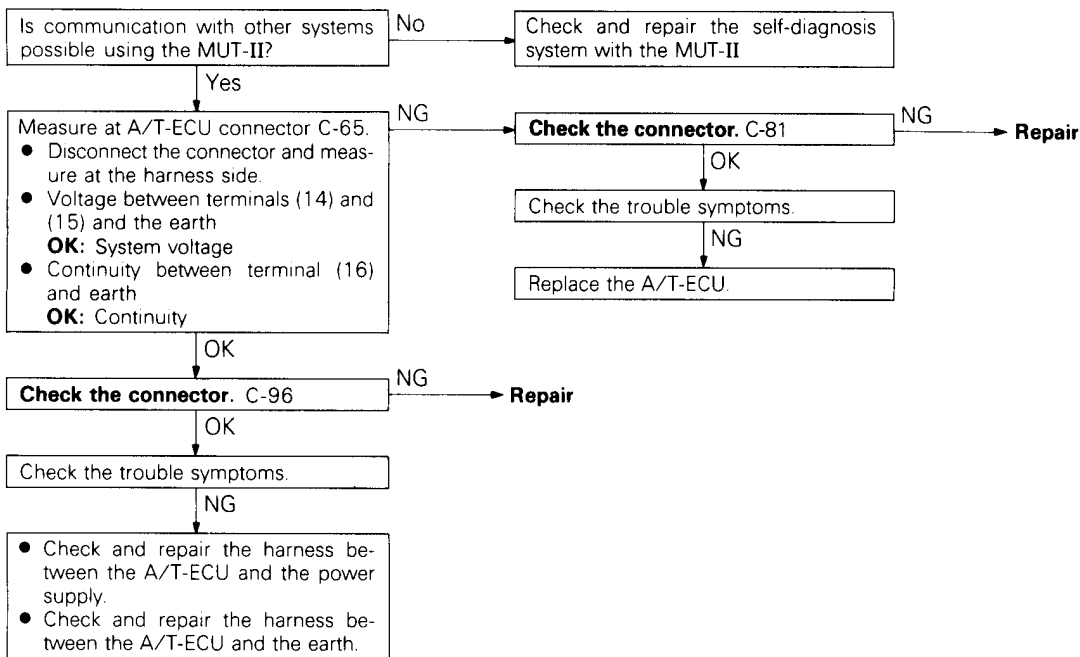 Is communication with other systems
possible using the MUT-II?
No
Check and repair the self-diagnosis
system with the MUT-II
Yes
Measure at A/T-ECU connector C-65.
● Disconnect the connector and meas-
ure at the harness side.
● Voltage between terminals (14) and
(15) and the earth
OK: System voltage
● Continuity between terminal (16)
and earth
OK: Continuity
NG
Check the connector. C-81
NG
Repair
OK
Check the trouble symptoms.
NG
Replace the A/T-ECU.
OK
Check the connector. C-96
NG
Repair
OK
Check the trouble symptoms.
NG
● Check and repair the harness be-
tween the A/T-ECU and the power
supply.
● Check and repair the harness be-
tween the A/T-ECU and the earth.